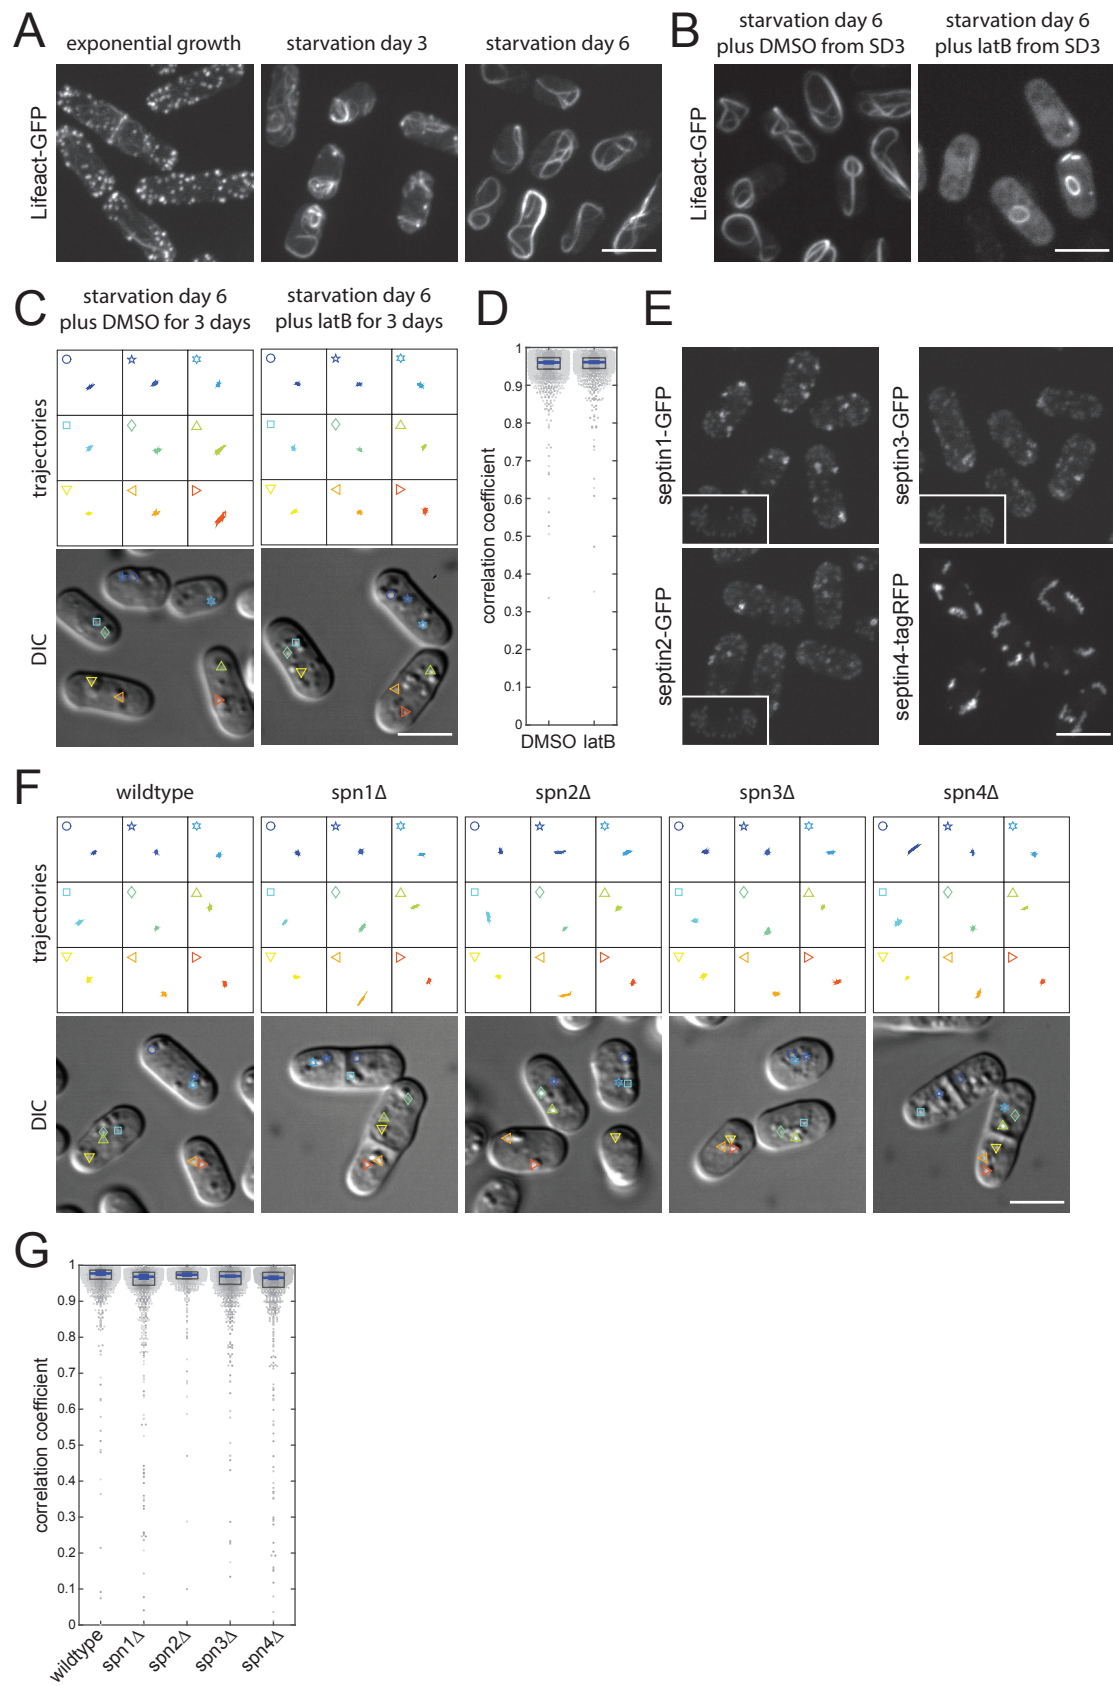 A
exponential growth
starvation day 3
starvation day 6
Lifeact-GFP
B
starvation day 6
plus DMSO from SD3
starvation day 6
plus latB from SD3
Lifeact-GFP
C
starvation day 6
plus DMSO for 3 days
starvation day 6
plus latB for 3 days
trajectories
DIC
D
correlation coefficient
1
0.9
0.8
0.7
0.6
0.5
0.4
0.3
0.2
0.1
0
DMSO latB
E
septin1-GFP
septin3-GFP
septin2-GFP
septin4-tagRFP
F
wildtype
spn1Δ
spn2Δ
spn3Δ
spn4Δ
trajectories
DIC
G
correlation coefficient
1
0.9
0.8
0.7
0.6
0.5
0.4
0.3
0.2
0.1
0
wildtype
spn1Δ
spn2Δ
spn3Δ
spn4Δ